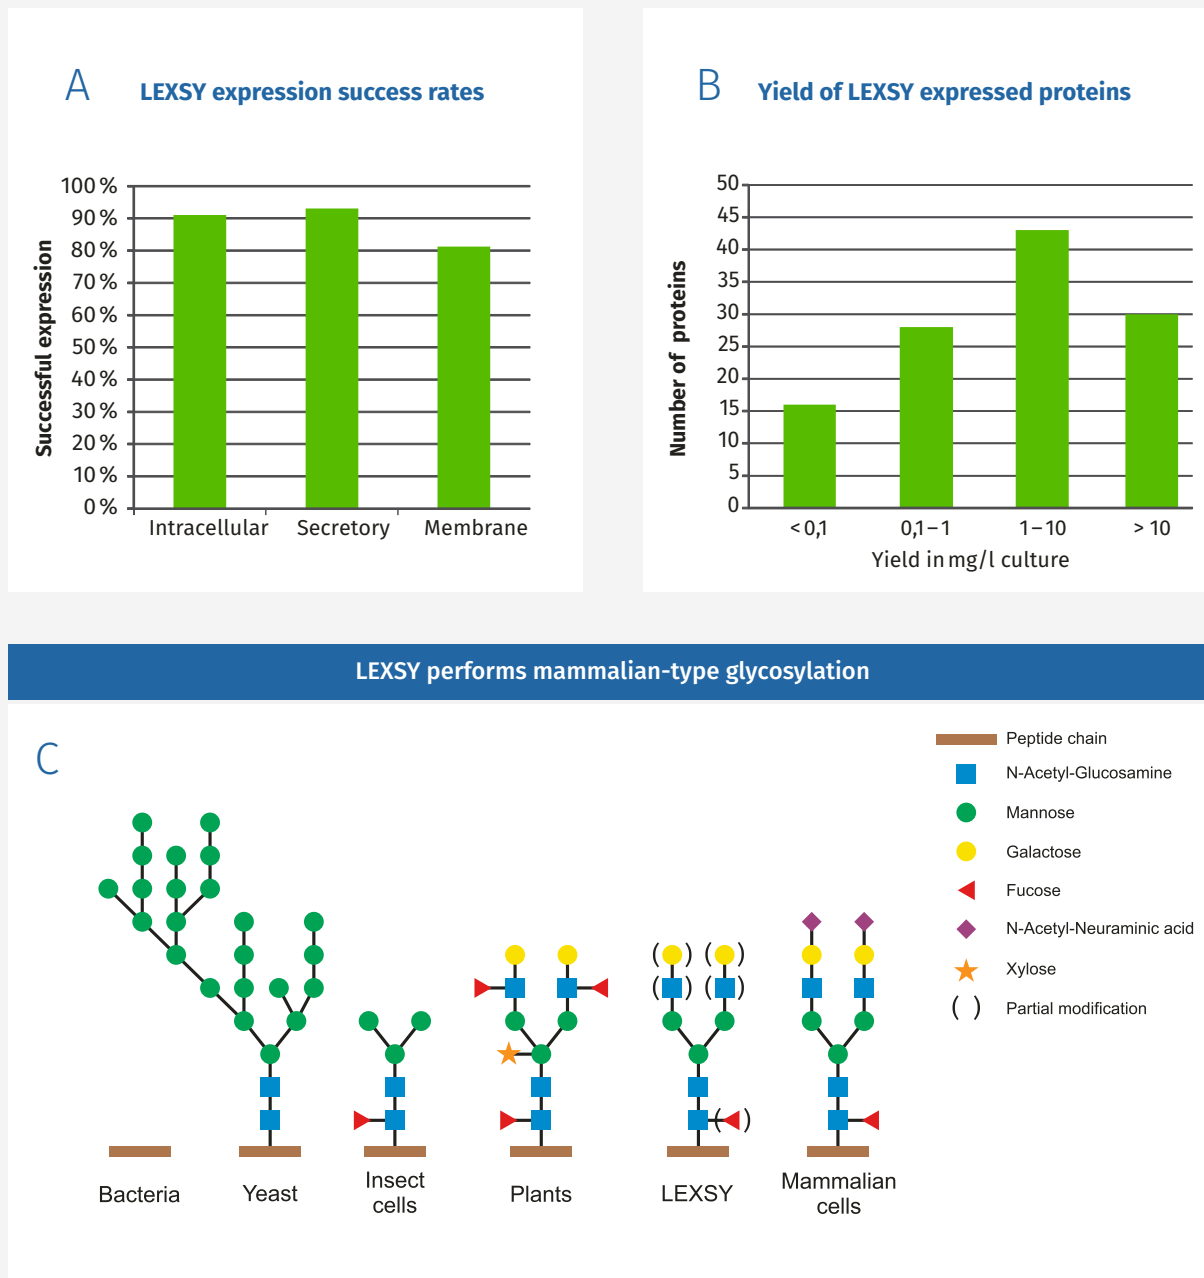 A
LEXSY expression success rates
Successful expression
100 %
90 %
80 %
70 %
60 %
50 %
40 %
30 %
20 %
10 %
0 %
Intracellular
Secretory
Membrane
B
Yield of LEXSY expressed proteins
Number of proteins
50
45
40
35
30
25
20
15
10
5
0
< 0,1
0,1 – 1
1 – 10
> 10
Yield in mg/l culture
LEXSY performs mammalian-type glycosylation
C
Peptide chain
N-Acetyl-Glucosamine
Mannose
Galactose
Fucose
N-Acetyl-Neuraminic acid
Xylose
( ) Partial modification
( ) ( )
( ) ( )
( )
Bacteria
Yeast
Insect
cells
Plants
LEXSY
Mammalian
cells